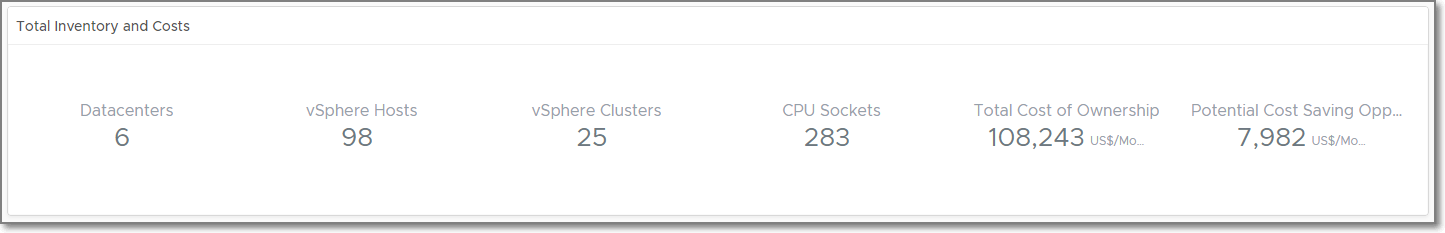 Total Inventory and Costs
Datacenters
6
vSphere Hosts
98
vSphere Clusters
25
CPU Sockets
283
Total Cost of Ownership
108,243 US$/Mo...
Potential Cost Saving Opp...
7,982 US$/Mo...